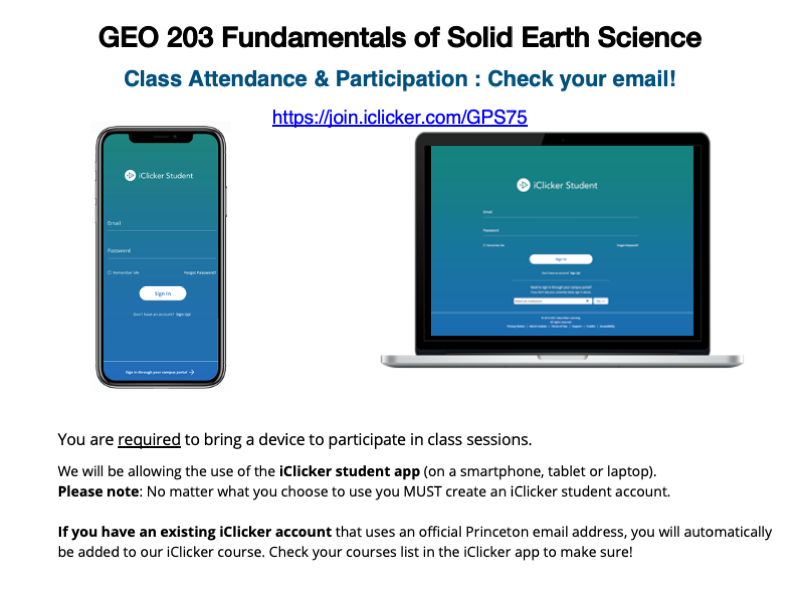 GEO 203 Fundamentals of Solid Earth Science
Class Attendance & Participation : Check your email!
https://join.iclicker.com/GPS75
iClicker Student
Email
Password
Remember Me
Forgot Password?
Sign In
Don't have an account? Sign Up!
Sign in through your campus portal →
iClicker Student
Email
Password
Remember Me
Forgot Password?
Sign In
Don't have an account? Sign Up!
You are required to bring a device to participate in class sessions.
We will be allowing the use of the iClicker student app (on a smartphone, tablet or laptop).
Please note: No matter what you choose to use you MUST create an iClicker student account.
If you have an existing iClicker account that uses an official Princeton email address, you will automatically
be added to our iClicker course. Check your courses list in the iClicker app to make sure!